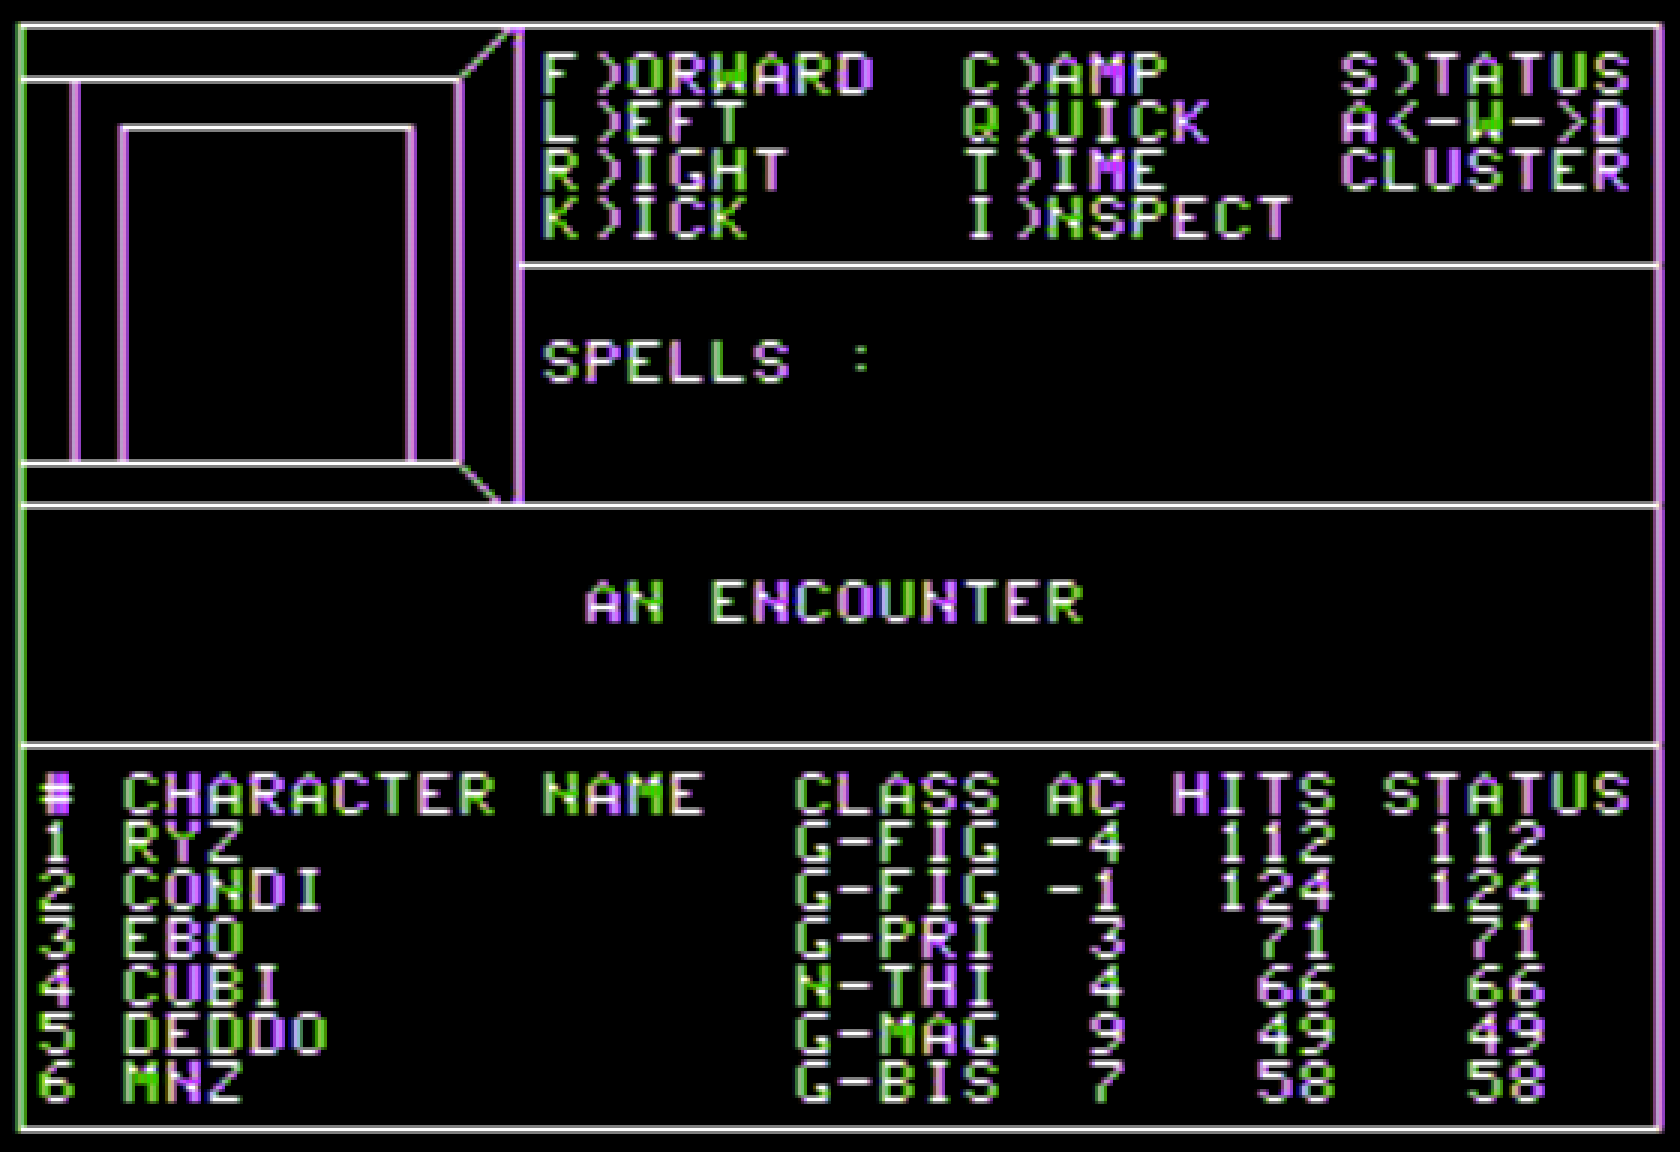 F)ORWARD C)AMP S)TATUS
L)EFT Q)UICK A<-W->D
R)IGHT T)IME CLUSTER
K)ICK I)NSPECT
SPELLS :
AN ENCOUNTER
# CHARACTER NAME CLASS AC HITS STATUS
1 RYZ G-FIG -4 112 112
2 CONDI G-FIG -1 124 124
3 EBO G-PRI 3 71 71
4 CUBI N-THI 4 66 66
5 DEDDO G-MAG 9 49 49
6 MNZ G-BIS 7 58 58